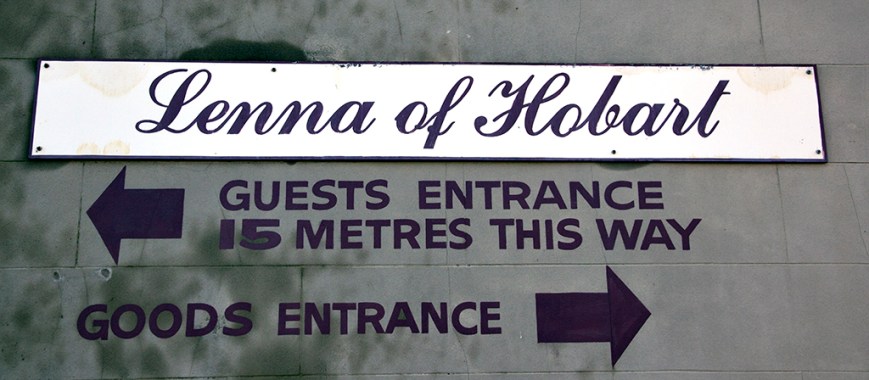 Lenna of Hobart
GUESTS ENTRANCE
15 METRES THIS WAY
GOODS ENTRANCE